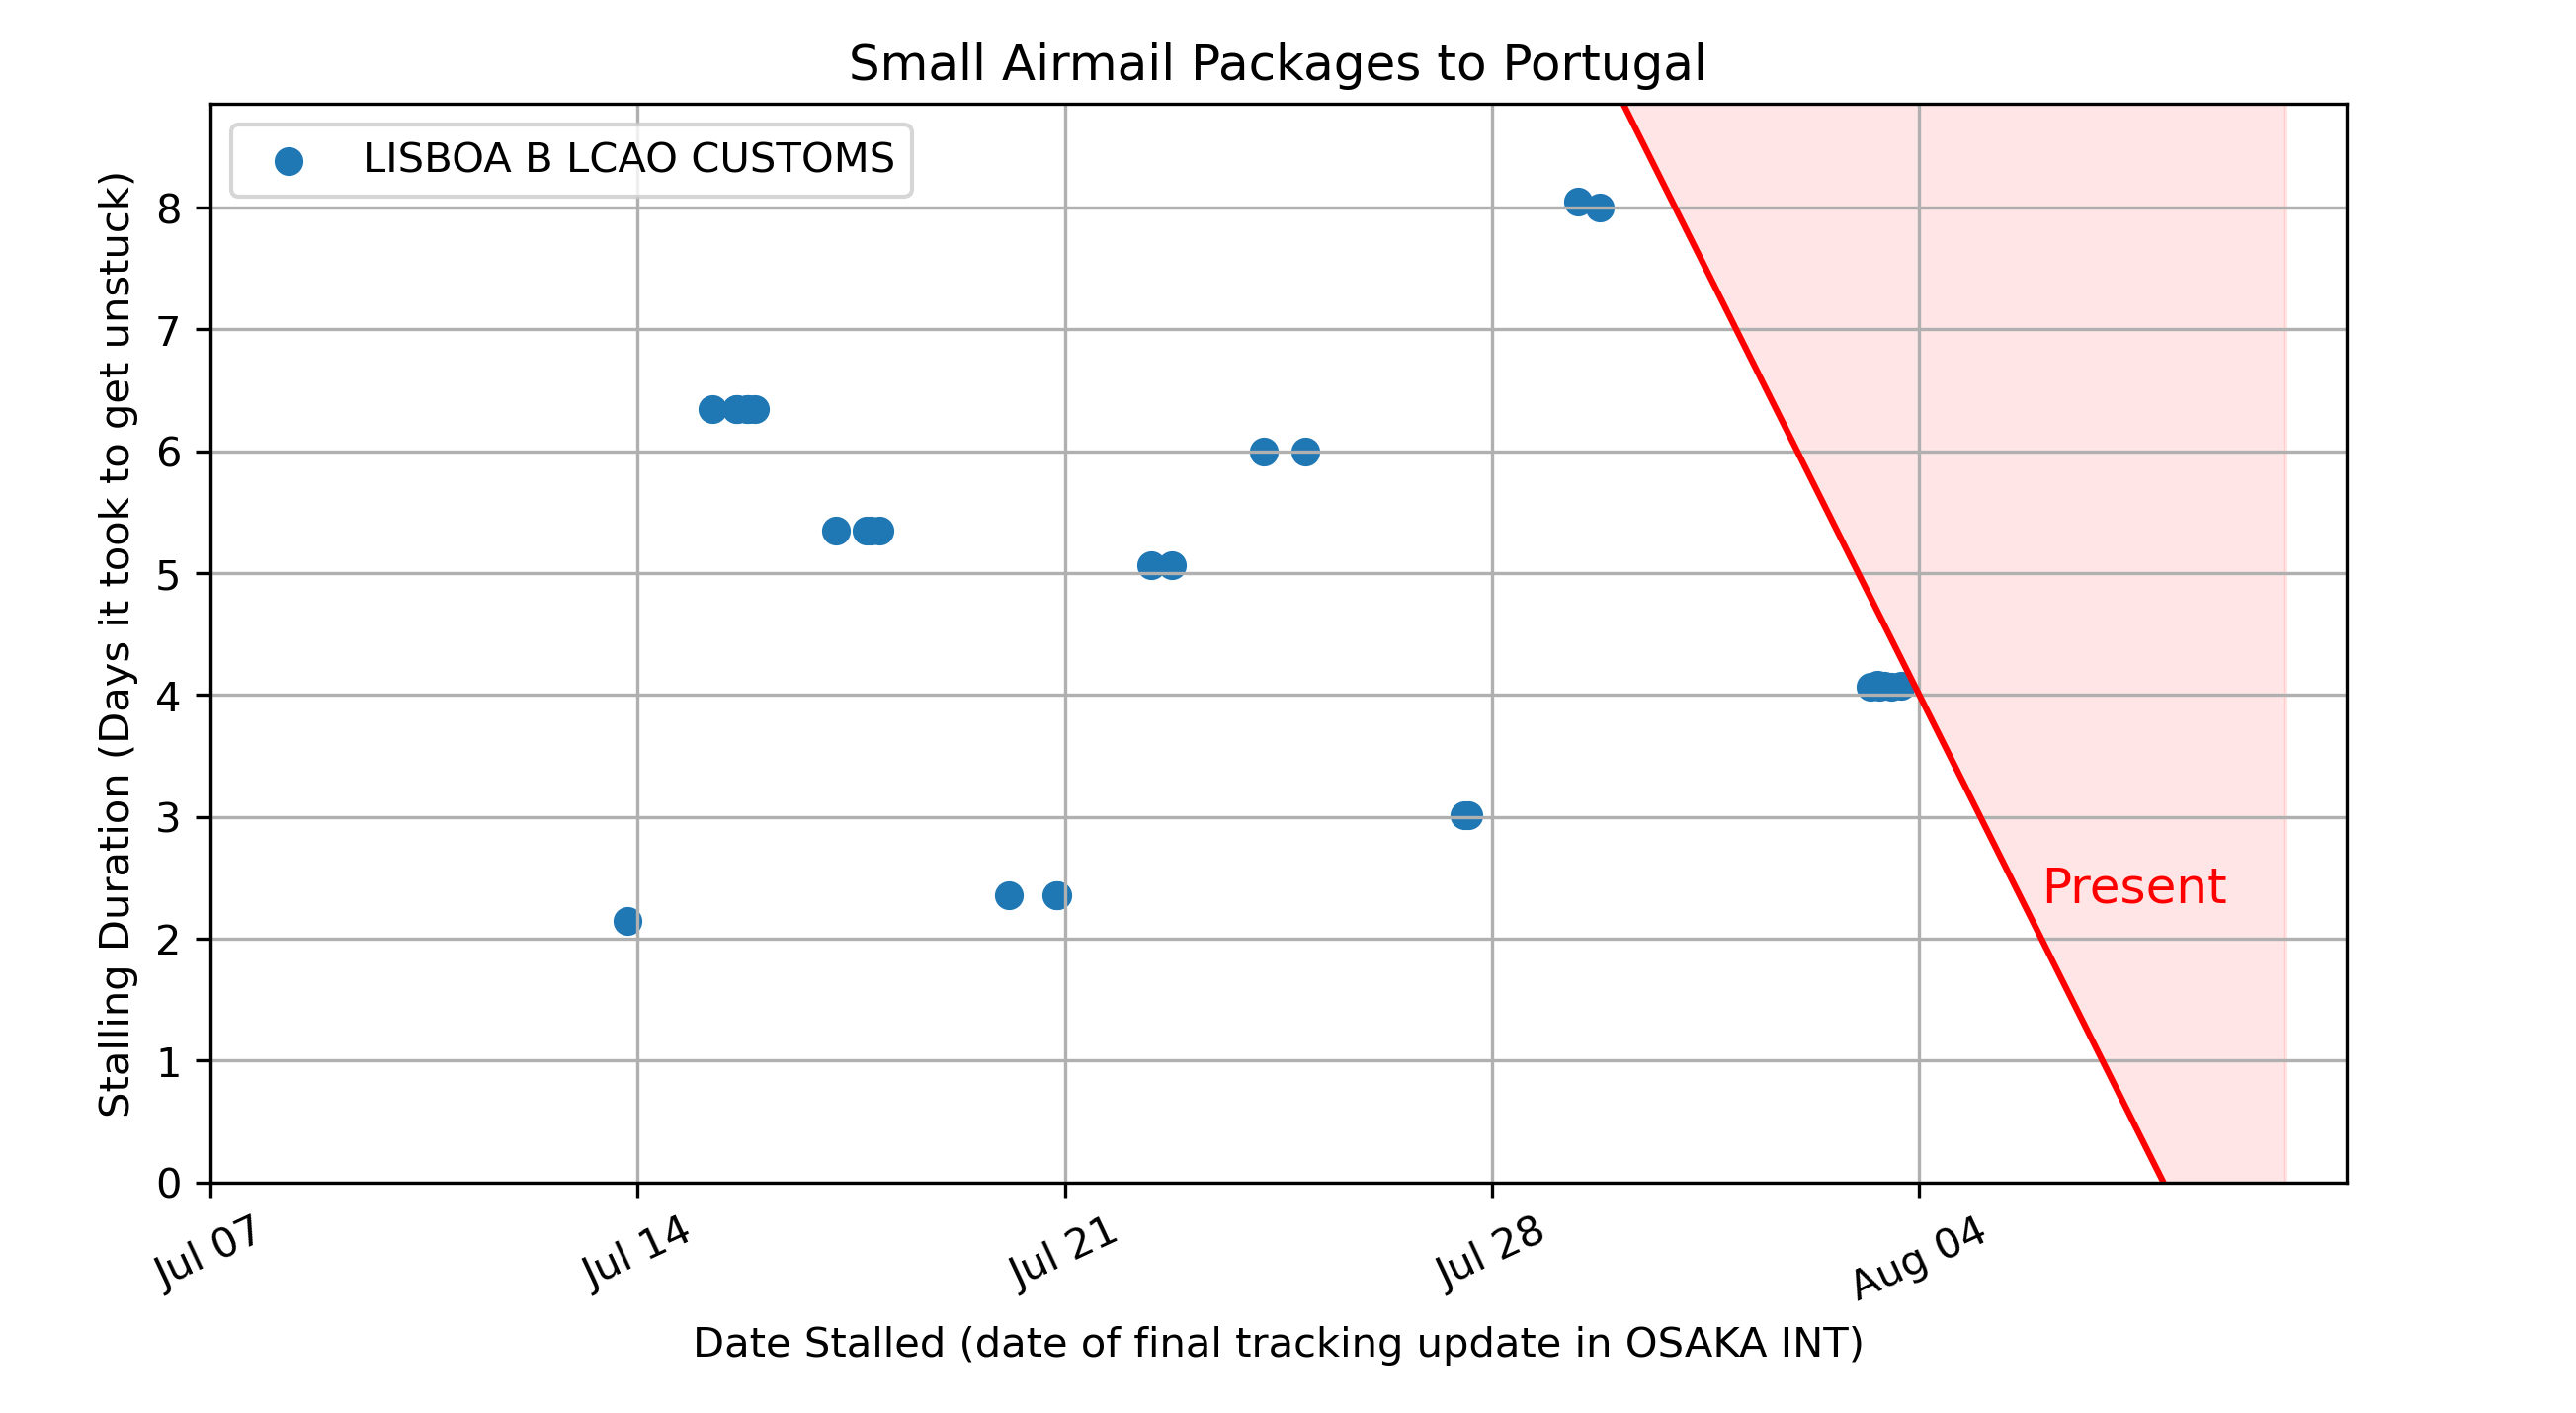 Small Airmail Packages to Portugal
LISBOA B LCAO CUSTOMS
Stalling Duration (Days it took to get unstuck)
8
7
6
5
4
3
2
1
0
Present
Jul 07
Jul 14
Jul 21
Jul 28
Aug 04
Date Stalled (date of final tracking update in OSAKA INT)